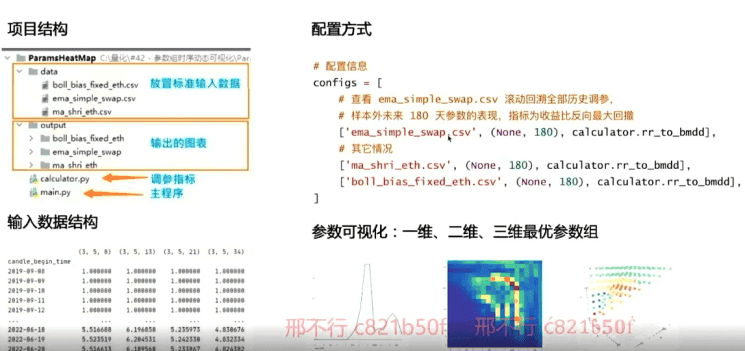 项目结构
ParamsHeatMap C:\量化\#42 - 参数组时序动态可视化\Par
data
boll_bias_fixed_eth.csv
ema_simple_swap.csv
ma_shri_eth.csv
放置标准输入数据
output
boll_bias_fixed_eth
ema_simple_swap
ma_shri_eth
输出的图表
calculator.py
调参指标
main.py
主程序
输入数据结构
(3, 5, 8) (3, 5, 13) (3, 5, 21) (3, 5, 34)
candle_begin_time
2019-09-08 1.000000 1.000000 1.000000 1.000000
2019-09-09 1.000000 1.000000 1.000000 1.000000
2019-09-10 1.000000 1.000000 1.000000 1.000000
2019-09-11 1.000000 1.000000 1.000000 1.000000
2019-09-12 1.000000 1.000000 1.000000 1.000000
... ... ... ... ...
2022-06-18 5.516688 6.196858 5.235973 4.830676
2022-06-19 5.523519 6.204531 5.242330 4.832334
配置方式
# 配置信息
configs = [
# 查看 ema_simple_swap.csv 滚动回溯全部历史调参,
# 样本外未来 180 天参数的表现，指标为收益比反向最大回撤
['ema_simple_swap.csv', (None, 180), calculator.rr_to_bmdd],
# 其它情况
['ma_shri_eth.csv', (None, 180), calculator.rr_to_bmdd],
['boll_bias_fixed_eth.csv', (None, 180), calculator.rr_to_bmdd],
]
参数可视化：一维、二维、三维最优参数组
邢不行 c821b50f
邢不行 c821b50f